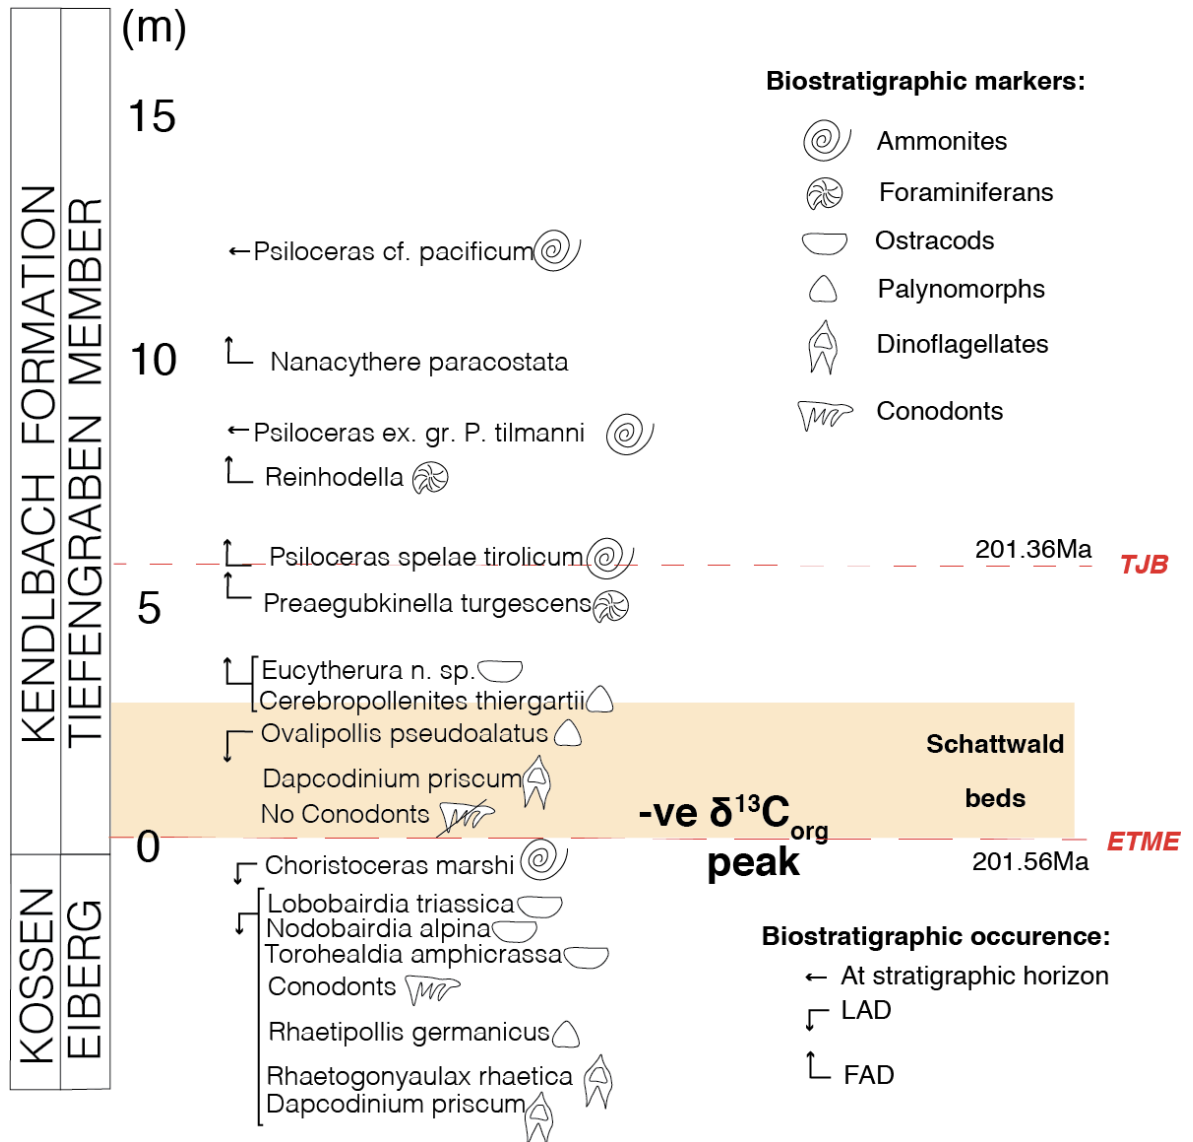 (m)
15
10
5
0
KENDLBACH FORMATION
TIEFENGRABEN MEMBER
KOSSEN
EIBERG
Biostratigraphic markers:
Ammonites
Foraminiferans
Ostracods
Palynomorphs
Dinoflagellates
Conodonts
Psiloceras cf. pacificum
Nanacythere paracostata
Psiloceras ex. gr. P. tilmanni
Reinhodella
Psiloceras spelae tirolicum
201.36Ma
TJB
Preaegubkinella turgescens
Eucytherura n. sp.
Cerebropollenites thiergartii
Ovalipollis pseudoalatus
Dapcodinium priscum
No Conodonts
Schattwald
beds
-ve δ¹³Corg
peak
ETME
201.56Ma
Choristoceras marshi
Lobobairdia triassica
Nodobairdia alpina
Torohealdia amphicrassa
Conodonts
Rhaetipollis germanicus
Rhaetogonyaulax rhaetica
Dapcodinium priscum
Biostratigraphic occurence:
← At stratigraphic horizon
LAD
FAD